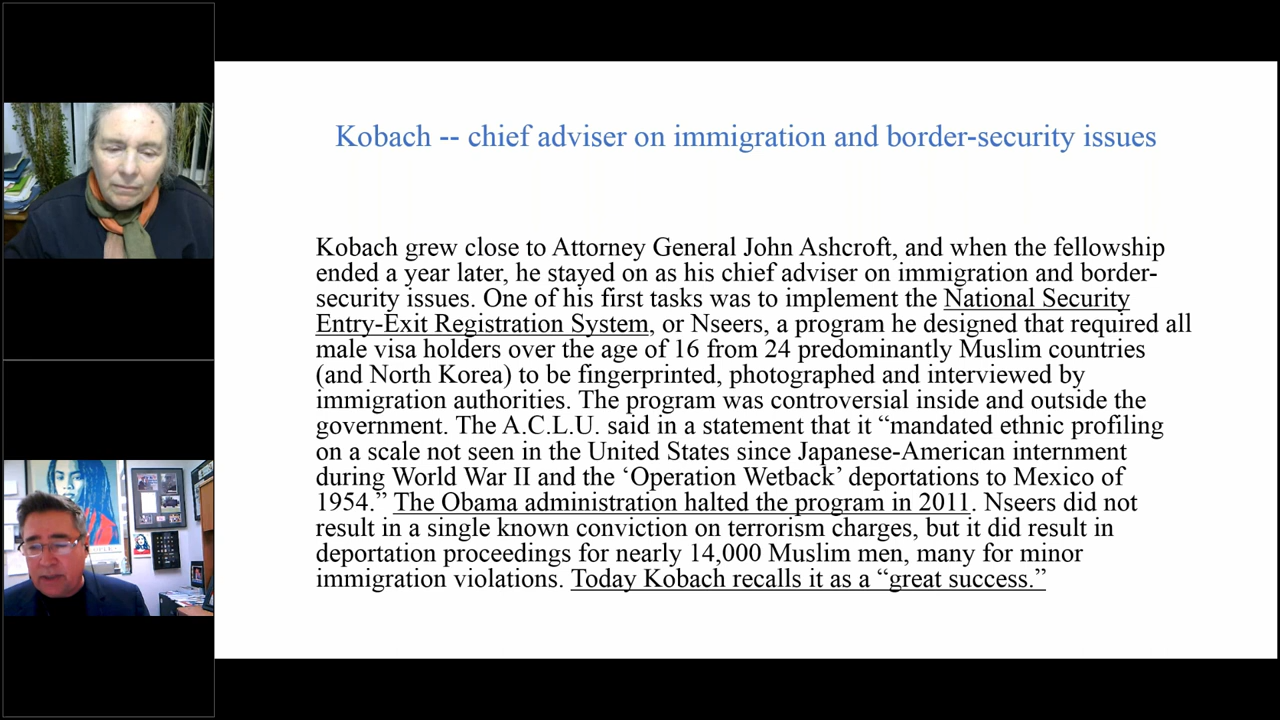 Kobach -- chief adviser on immigration and border-security issues
Kobach grew close to Attorney General John Ashcroft, and when the fellowship
ended a year later, he stayed on as his chief adviser on immigration and border-
security issues. One of his first tasks was to implement the National Security
Entry-Exit Registration System, or Nseers, a program he designed that required all
male visa holders over the age of 16 from 24 predominantly Muslim countries
(and North Korea) to be fingerprinted, photographed and interviewed by
immigration authorities. The program was controversial inside and outside the
government. The A.C.L.U. said in a statement that it “mandated ethnic profiling
on a scale not seen in the United States since Japanese-American internment
during World War II and the ‘Operation Wetback’ deportations to Mexico of
1954.” The Obama administration halted the program in 2011. Nseers did not
result in a single known conviction on terrorism charges, but it did result in
deportation proceedings for nearly 14,000 Muslim men, many for minor
immigration violations. Today Kobach recalls it as a “great success.”